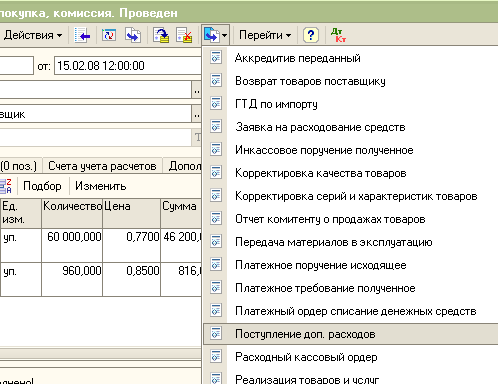 покупка, комиссия. Проведен
Действия
Перейти
?
Дт
Кт
от: 15.02.08 12:00:00
...
вщик ...
Т
(0 поз.) Счета учета расчетов Допол
Подбор Изменить
Ед. изм. Количество Цена Сумма
уп. 60 000,000 0,7700 46 200,0
уп. 960,000 0,8500 816,0
Аккредитив переданный
Возврат товаров поставщику
ГТД по импорту
Заявка на расходование средств
Инкассовое поручение полученное
Корректировка качества товаров
Корректировка серий и характеристик товаров
Отчет комитенту о продажах товаров
Передача материалов в эксплуатацию
Платежное поручение исходящее
Платежное требование полученное
Платежный ордер списание денежных средств
Поступление доп. расходов
Расходный кассовый ордер
Реализация товаров и услуг